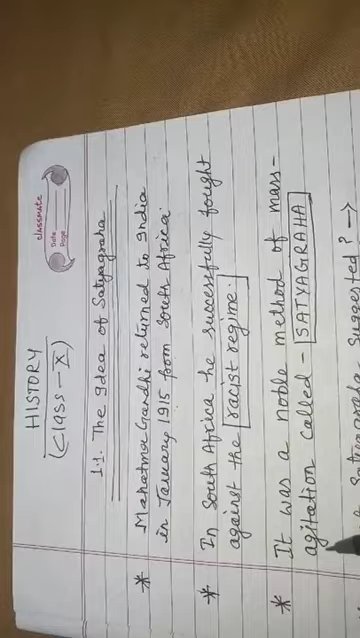 classmate
Date
Page
HISTORY
(Class-X)
1.1. The Idea of Satyagraha
* Mahatma Gandhi returned to India
in January 1915 from South Africa.
* In South Africa he successfully fought
against the racist regime.
* It was a noble method of mass-
agitation called - SATYAGRAHA
Satyagraha suggested? →